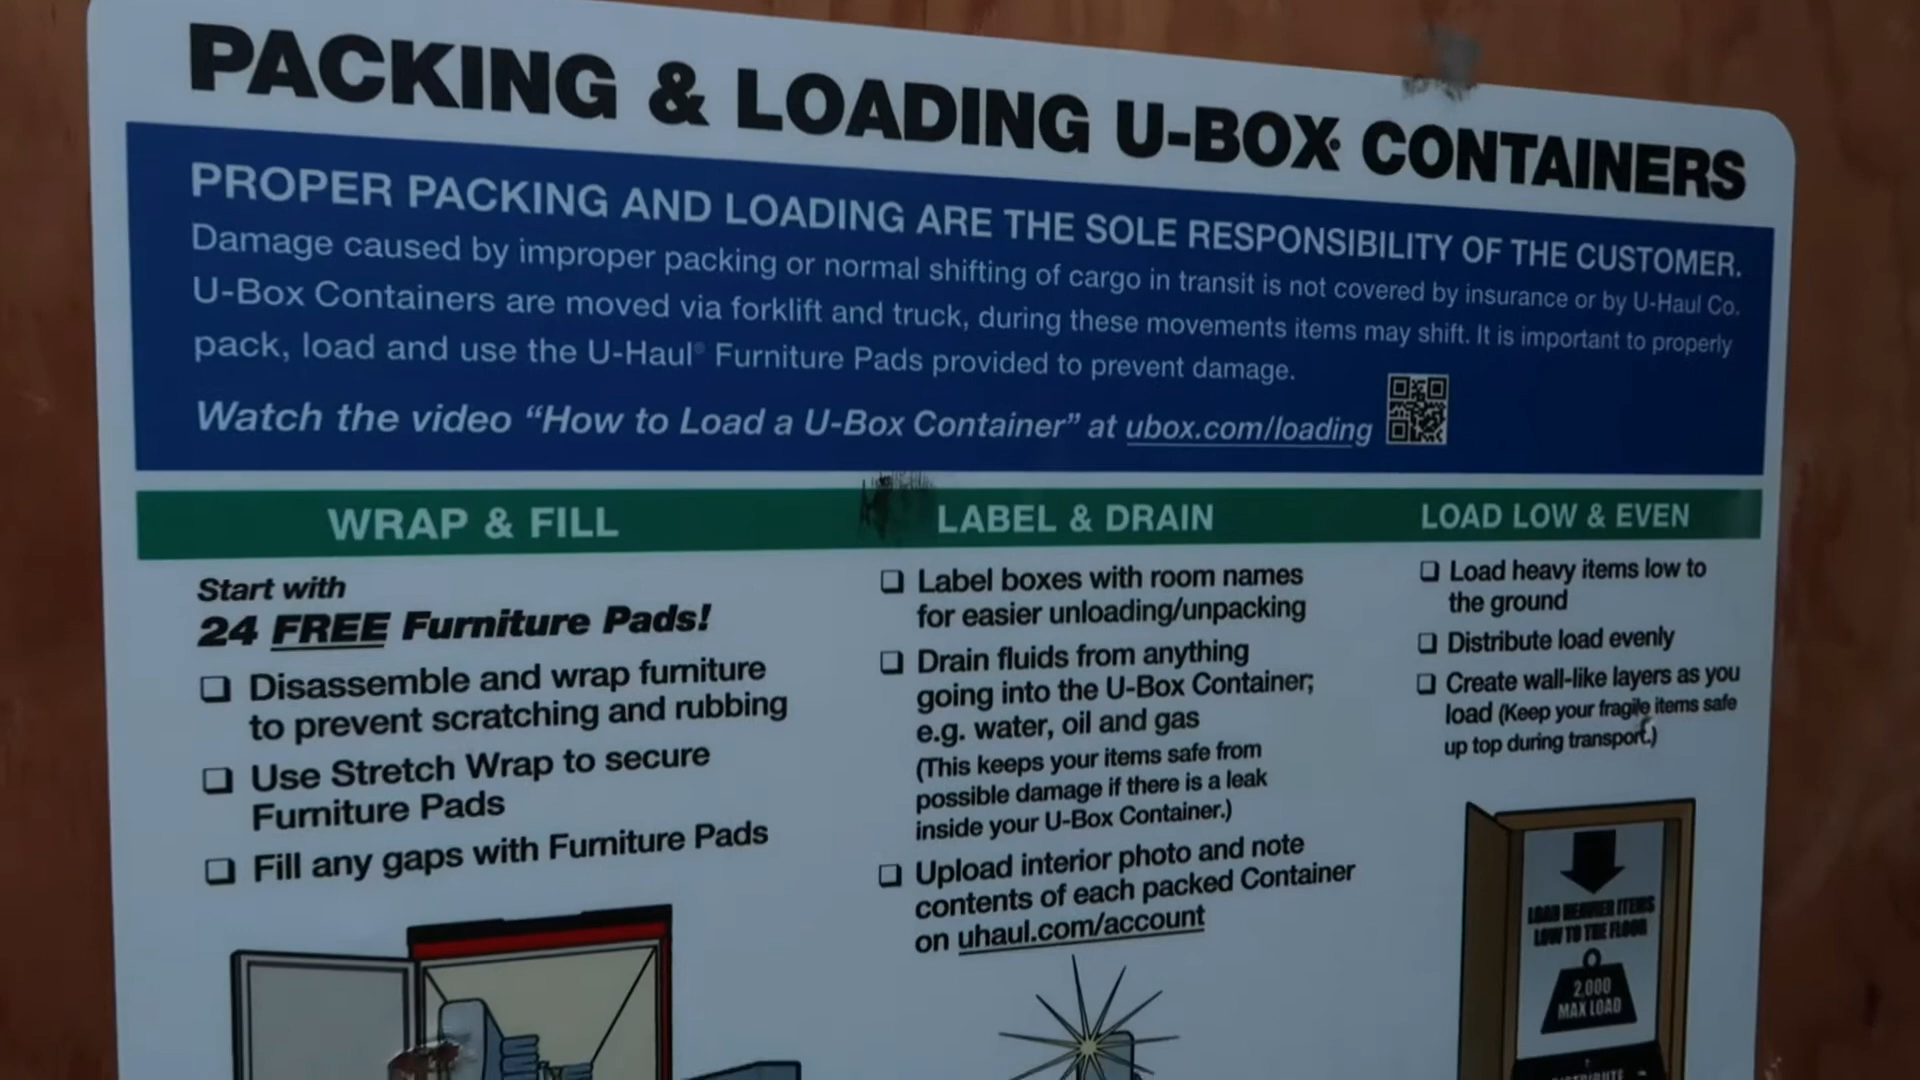 PACKING & LOADING U-BOX® CONTAINERS
PROPER PACKING AND LOADING ARE THE SOLE RESPONSIBILITY OF THE CUSTOMER.
Damage caused by improper packing or normal shifting of cargo in transit is not covered by insurance or by U-Haul Co.
U-Box Containers are moved via forklift and truck, during these movements items may shift. It is important to properly
pack, load and use the U-Haul® Furniture Pads provided to prevent damage.
Watch the video “How to Load a U-Box Container” at ubox.com/loading
WRAP & FILL
Start with
24 FREE Furniture Pads!
❑ Disassemble and wrap furniture
to prevent scratching and rubbing
❑ Use Stretch Wrap to secure
Furniture Pads
❑ Fill any gaps with Furniture Pads
LABEL & DRAIN
❑ Label boxes with room names
for easier unloading/unpacking
❑ Drain fluids from anything
going into the U-Box Container;
e.g. water, oil and gas
(This keeps your items safe from
possible damage if there is a leak
inside your U-Box Container.)
❑ Upload interior photo and note
contents of each packed Container
on uhaul.com/account
LOAD LOW & EVEN
❑ Load heavy items low to
the ground
❑ Distribute load evenly
❑ Create wall-like layers as you
load (Keep your fragile items safe
up top during transport.)
LOAD HEAVIER ITEMS
LOW TO THE FLOOR
2,000
MAX LOAD